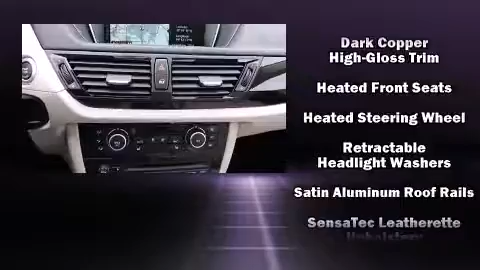 Dark Copper
High-Gloss Trim
Heated Front Seats
Heated Steering Wheel
Retractable
Headlight Washers
Satin Aluminum Roof Rails
SensaTec Leatherette
Upholstery